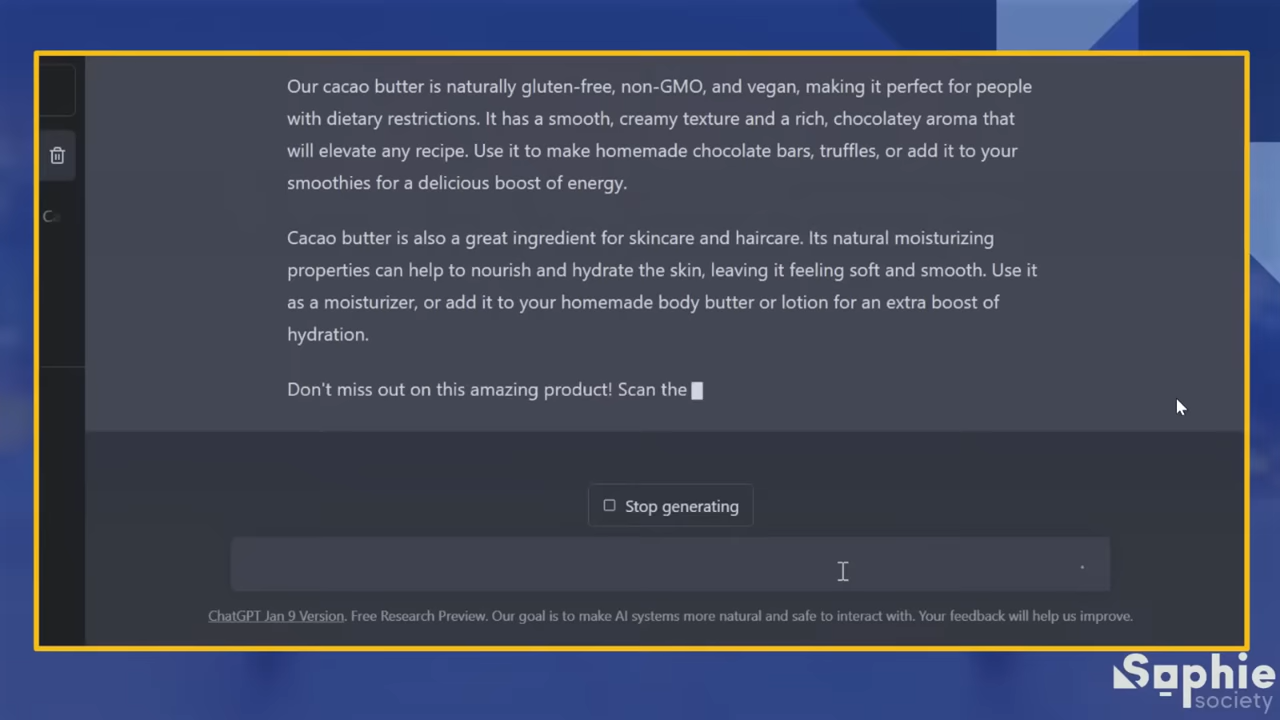 Our cacao butter is naturally gluten-free, non-GMO, and vegan, making it perfect for people
with dietary restrictions. It has a smooth, creamy texture and a rich, chocolatey aroma that
will elevate any recipe. Use it to make homemade chocolate bars, truffles, or add it to your
smoothies for a delicious boost of energy.
Ca
Cacao butter is also a great ingredient for skincare and haircare. Its natural moisturizing
properties can help to nourish and hydrate the skin, leaving it feeling soft and smooth. Use it
as a moisturizer, or add it to your homemade body butter or lotion for an extra boost of
hydration.
Don't miss out on this amazing product! Scan the
Stop generating
ChatGPT Jan 9 Version. Free Research Preview. Our goal is to make AI systems more natural and safe to interact with. Your feedback will help us improve.
Sophie
society